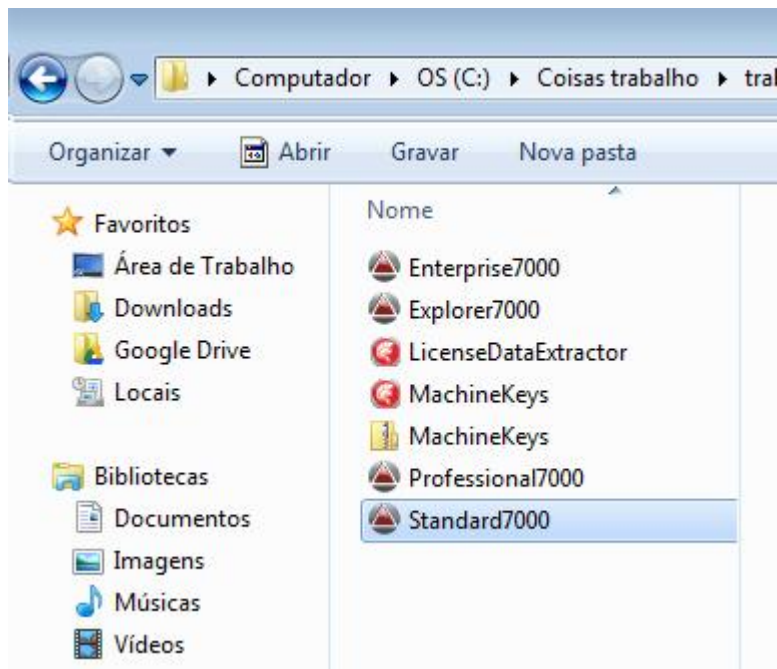 Computador ▸ OS (C:) ▸ Coisas trabalho ▸
Organizar Abrir Gravar Nova pasta
Nome
Favoritos
Área de Trabalho
Downloads
Google Drive
Locais
Bibliotecas
Documentos
Imagens
Músicas
Vídeos
Enterprise7000
Explorer7000
LicenseDataExtractor
MachineKeys
MachineKeys
Professional7000
Standard7000